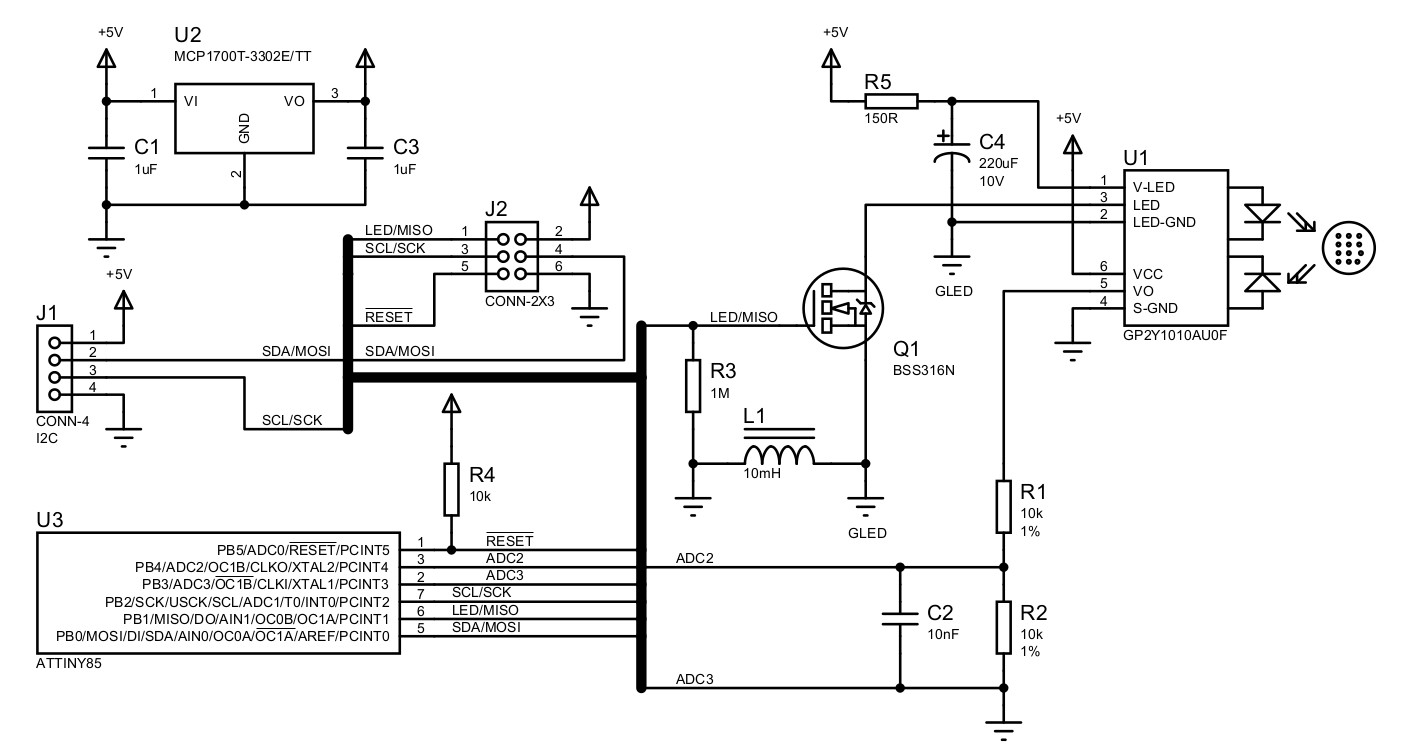 +5V
U2
MCP1700T-3302E/TT
1
VI
VO
3
GND
2
C1
1uF
C3
1uF
+5V
R5
150R
C4
220uF
10V
+5V
U1
1 V-LED
3 LED
2 LED-GND
6 VCC
5 VO
4 S-GND
GP2Y1010AU0F
GLED
J2
LED/MISO 1 2
SCL/SCK 3 4
5 6
CONN-2X3
RESET
SDA/MOSI SDA/MOSI
SCL/SCK
+5V
J1
1
2
3
4
CONN-4
I2C
LED/MISO
Q1
BSS316N
R3
1M
L1
10mH
GLED
R4
10k
R1
10k
1%
U3
PB5/ADC0/RESET/PCINT5 1 RESET
PB4/ADC2/OC1B/CLKO/XTAL2/PCINT4 3 ADC2
PB3/ADC3/OC1B/CLKI/XTAL1/PCINT3 2 ADC3
PB2/SCK/USCK/SCL/ADC1/T0/INT0/PCINT2 7 SCL/SCK
PB1/MISO/DO/AIN1/OC0B/OC1A/PCINT1 6 LED/MISO
PB0/MOSI/DI/SDA/AIN0/OC0A/OC1A/AREF/PCINT0 5 SDA/MOSI
ATTINY85
ADC2
C2
10nF
R2
10k
1%
ADC3